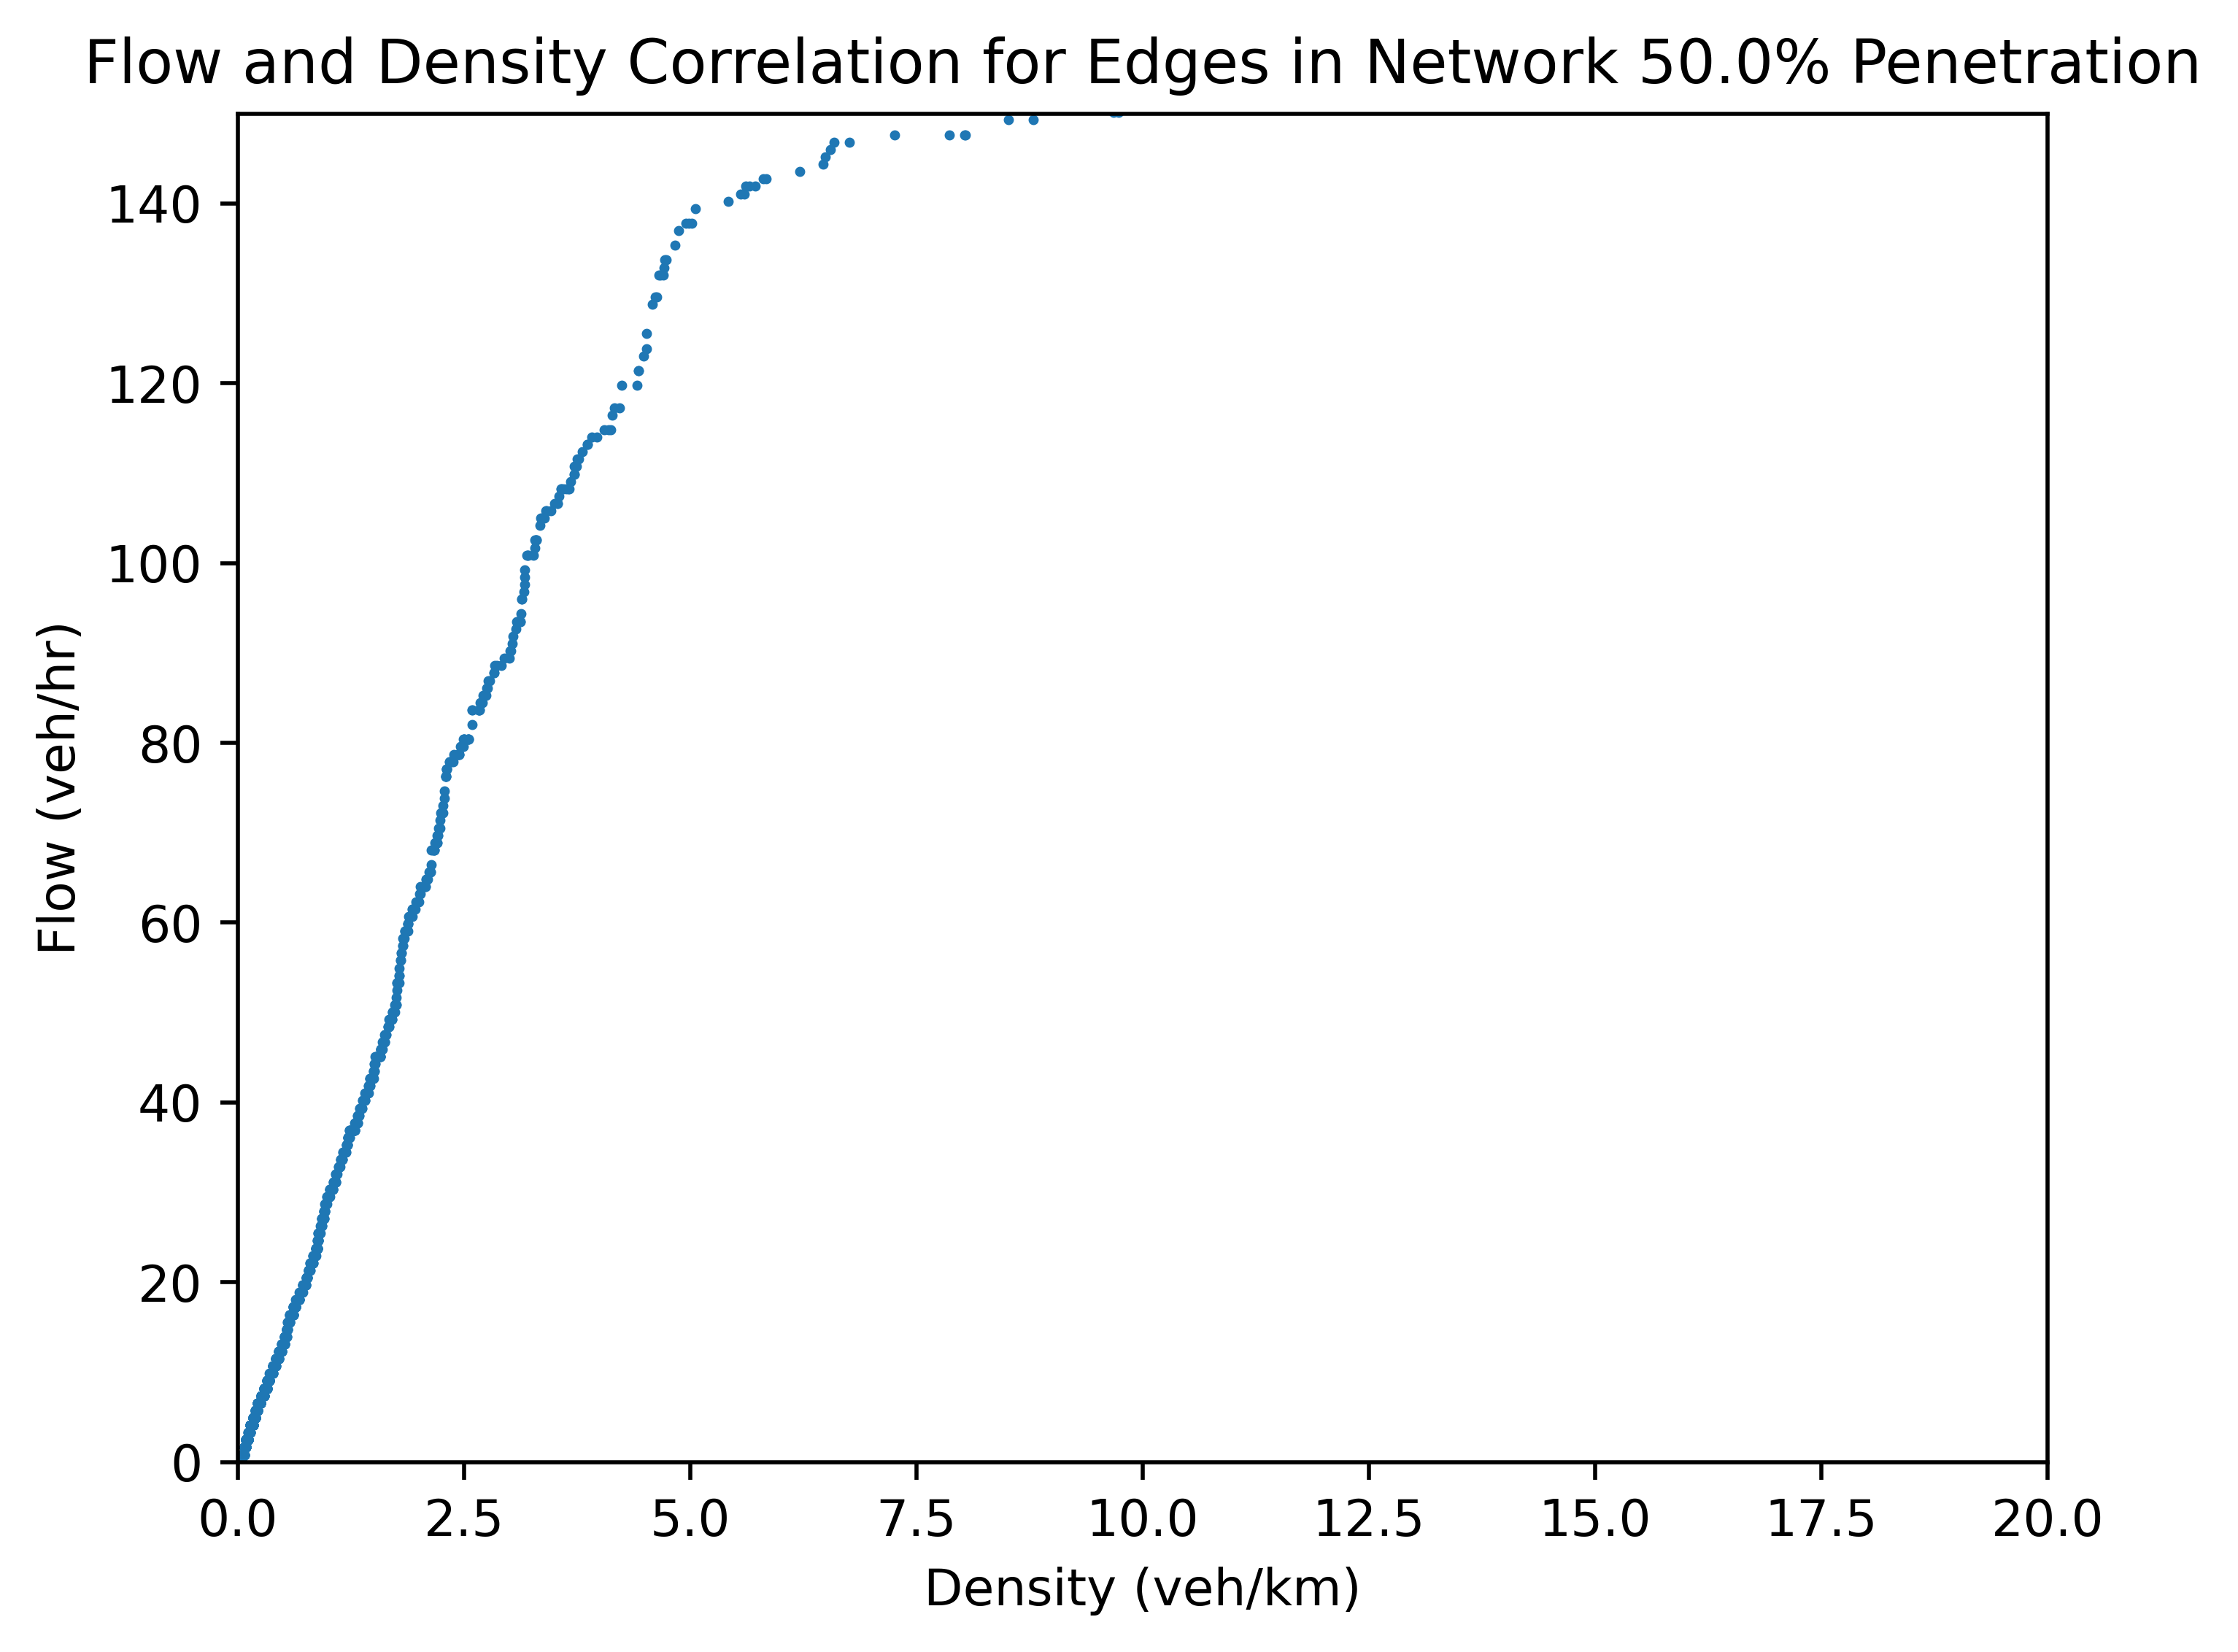 Flow and Density Correlation for Edges in Network 50.0% Penetration
140
120
100
80
60
40
20
0
Flow (veh/hr)
0.0 2.5 5.0 7.5 10.0 12.5 15.0 17.5 20.0
Density (veh/km)